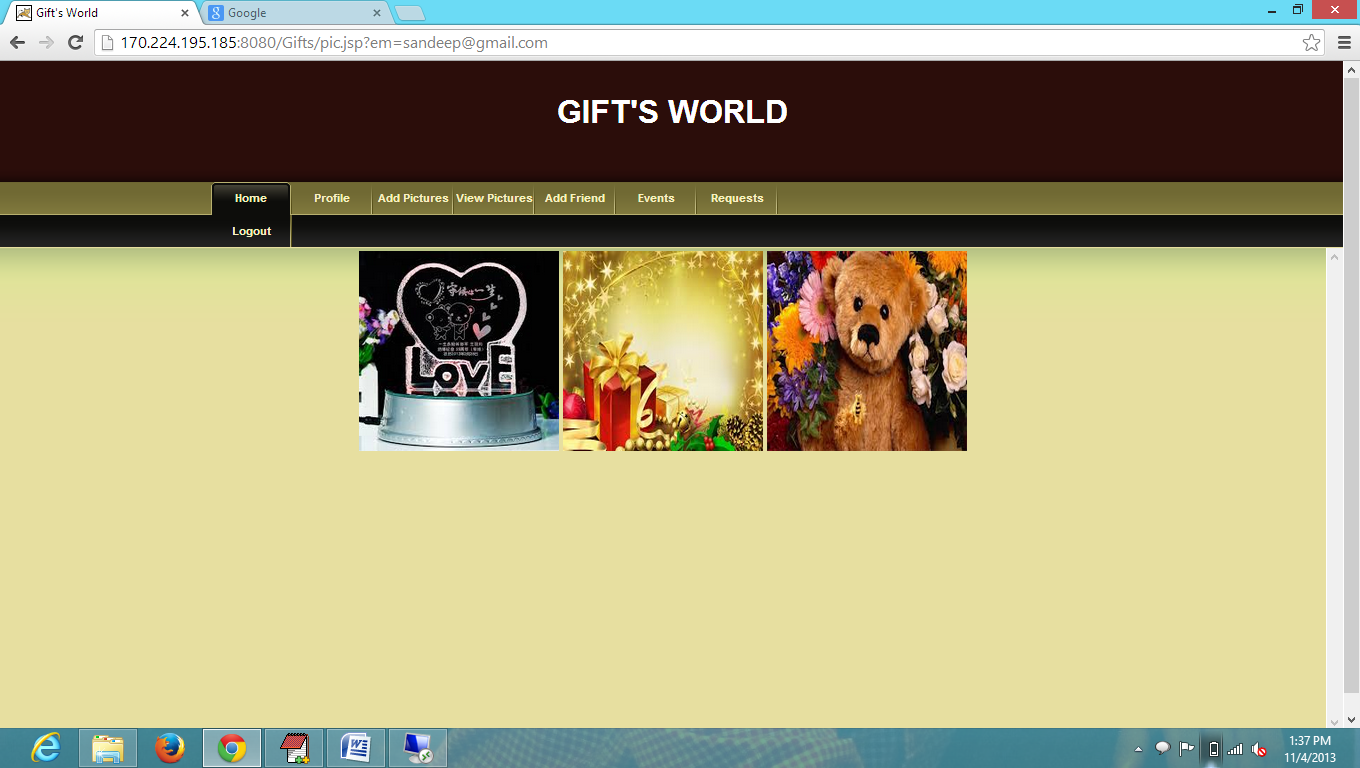 Gift's World
Google
170.224.195.185:8080/Gifts/pic.jsp?em=sandeep@gmail.com
GIFT'S WORLD
Home Profile Add Pictures View Pictures Add Friend Events Requests
Logout
LOVE
1:37 PM
11/4/2013